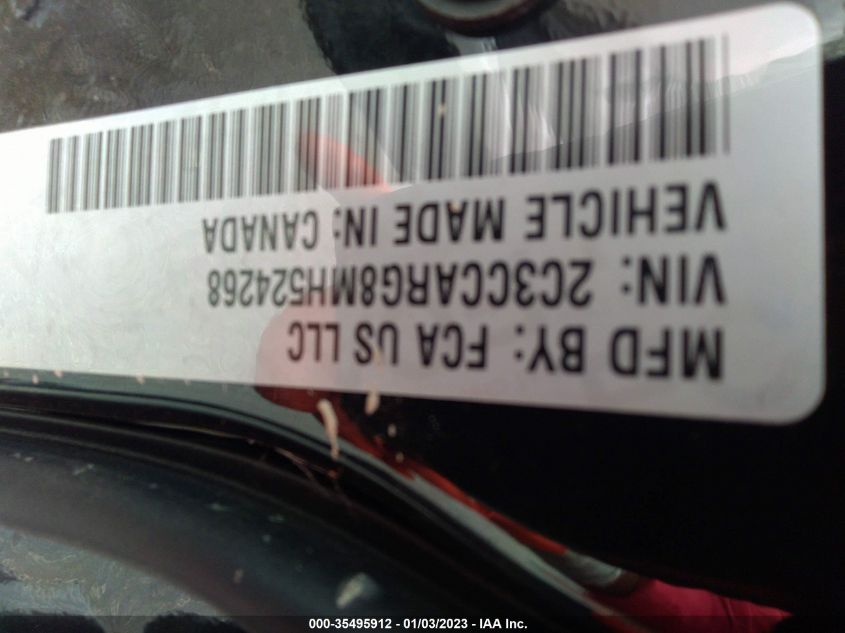 MFD BY: FCA US LLC
VIN: 2C3CCARG8MH524268
VEHICLE MADE IN: CANADA
000-35495912 - 01/03/2023 - IAA Inc.